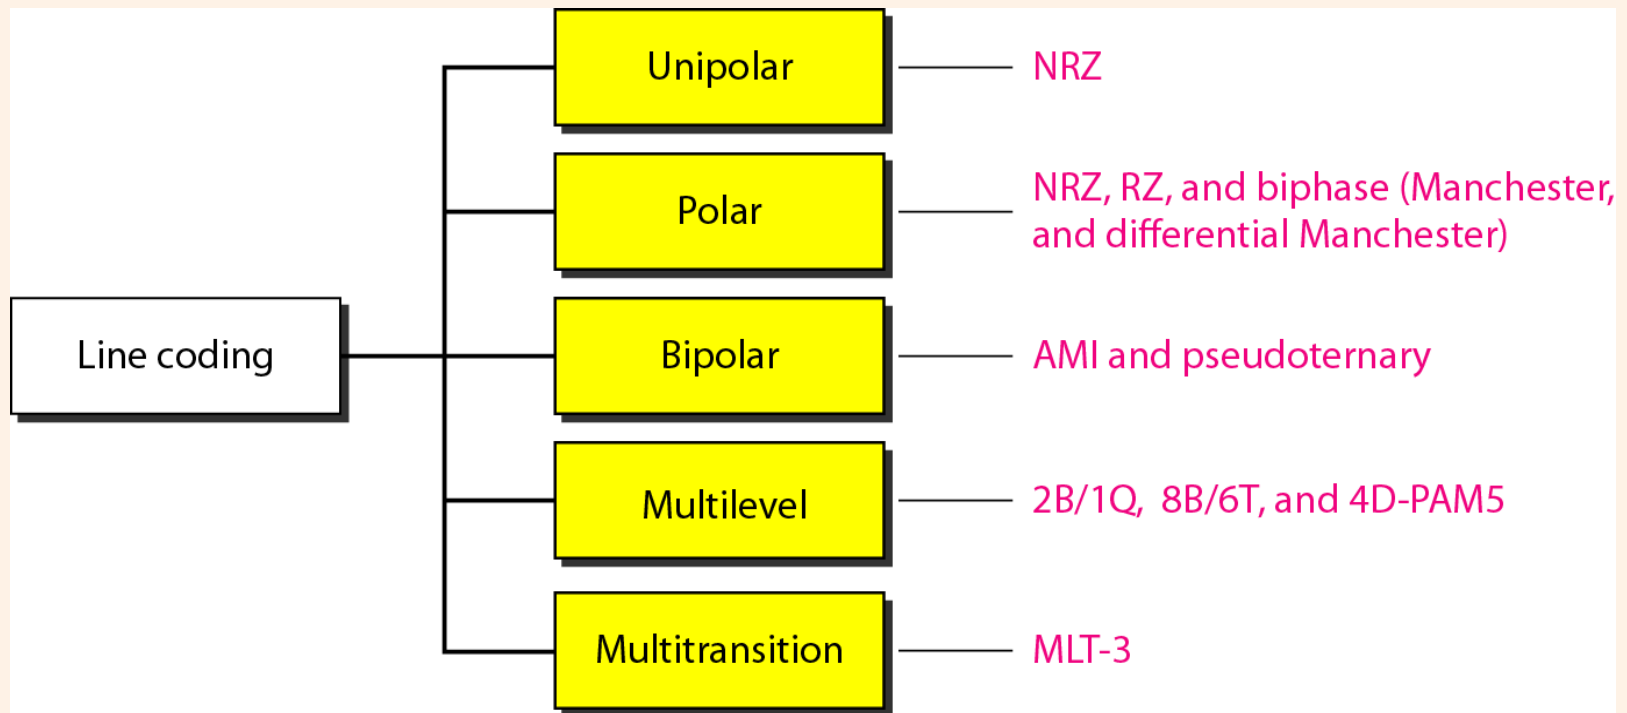 Unipolar
NRZ
Polar
NRZ, RZ, and biphase (Manchester,
and differential Manchester)
Line coding
Bipolar
AMI and pseudoternary
Multilevel
2B/1Q, 8B/6T, and 4D-PAM5
Multitransition
MLT-3